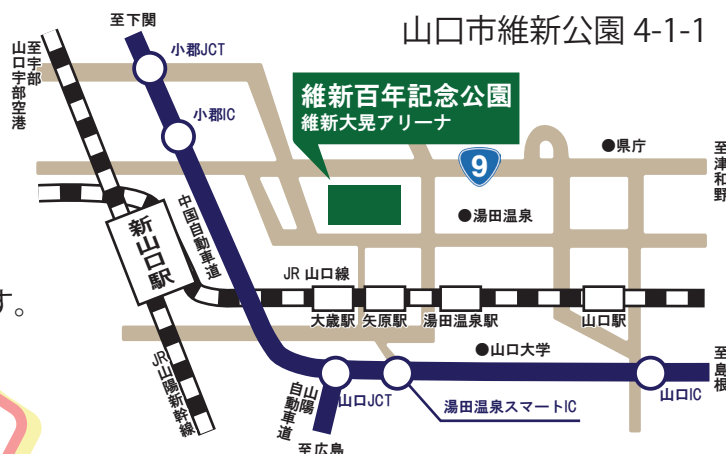 山口市維新公園 4-1-1
至下関
小郡JCT
至宇部
山口宇部空港
小郡IC
維新百年記念公園
維新大晃アリーナ
9
●県庁
至津和野
中国自動車道
●湯田温泉
新山口駅
JR 山口線
す。
大歳駅
矢原駅
湯田温泉駅
山口駅
●山口大学
至島根
JR山陽新幹線
山陽自動車道
山口JCT
湯田温泉スマートIC
山口IC
至広島